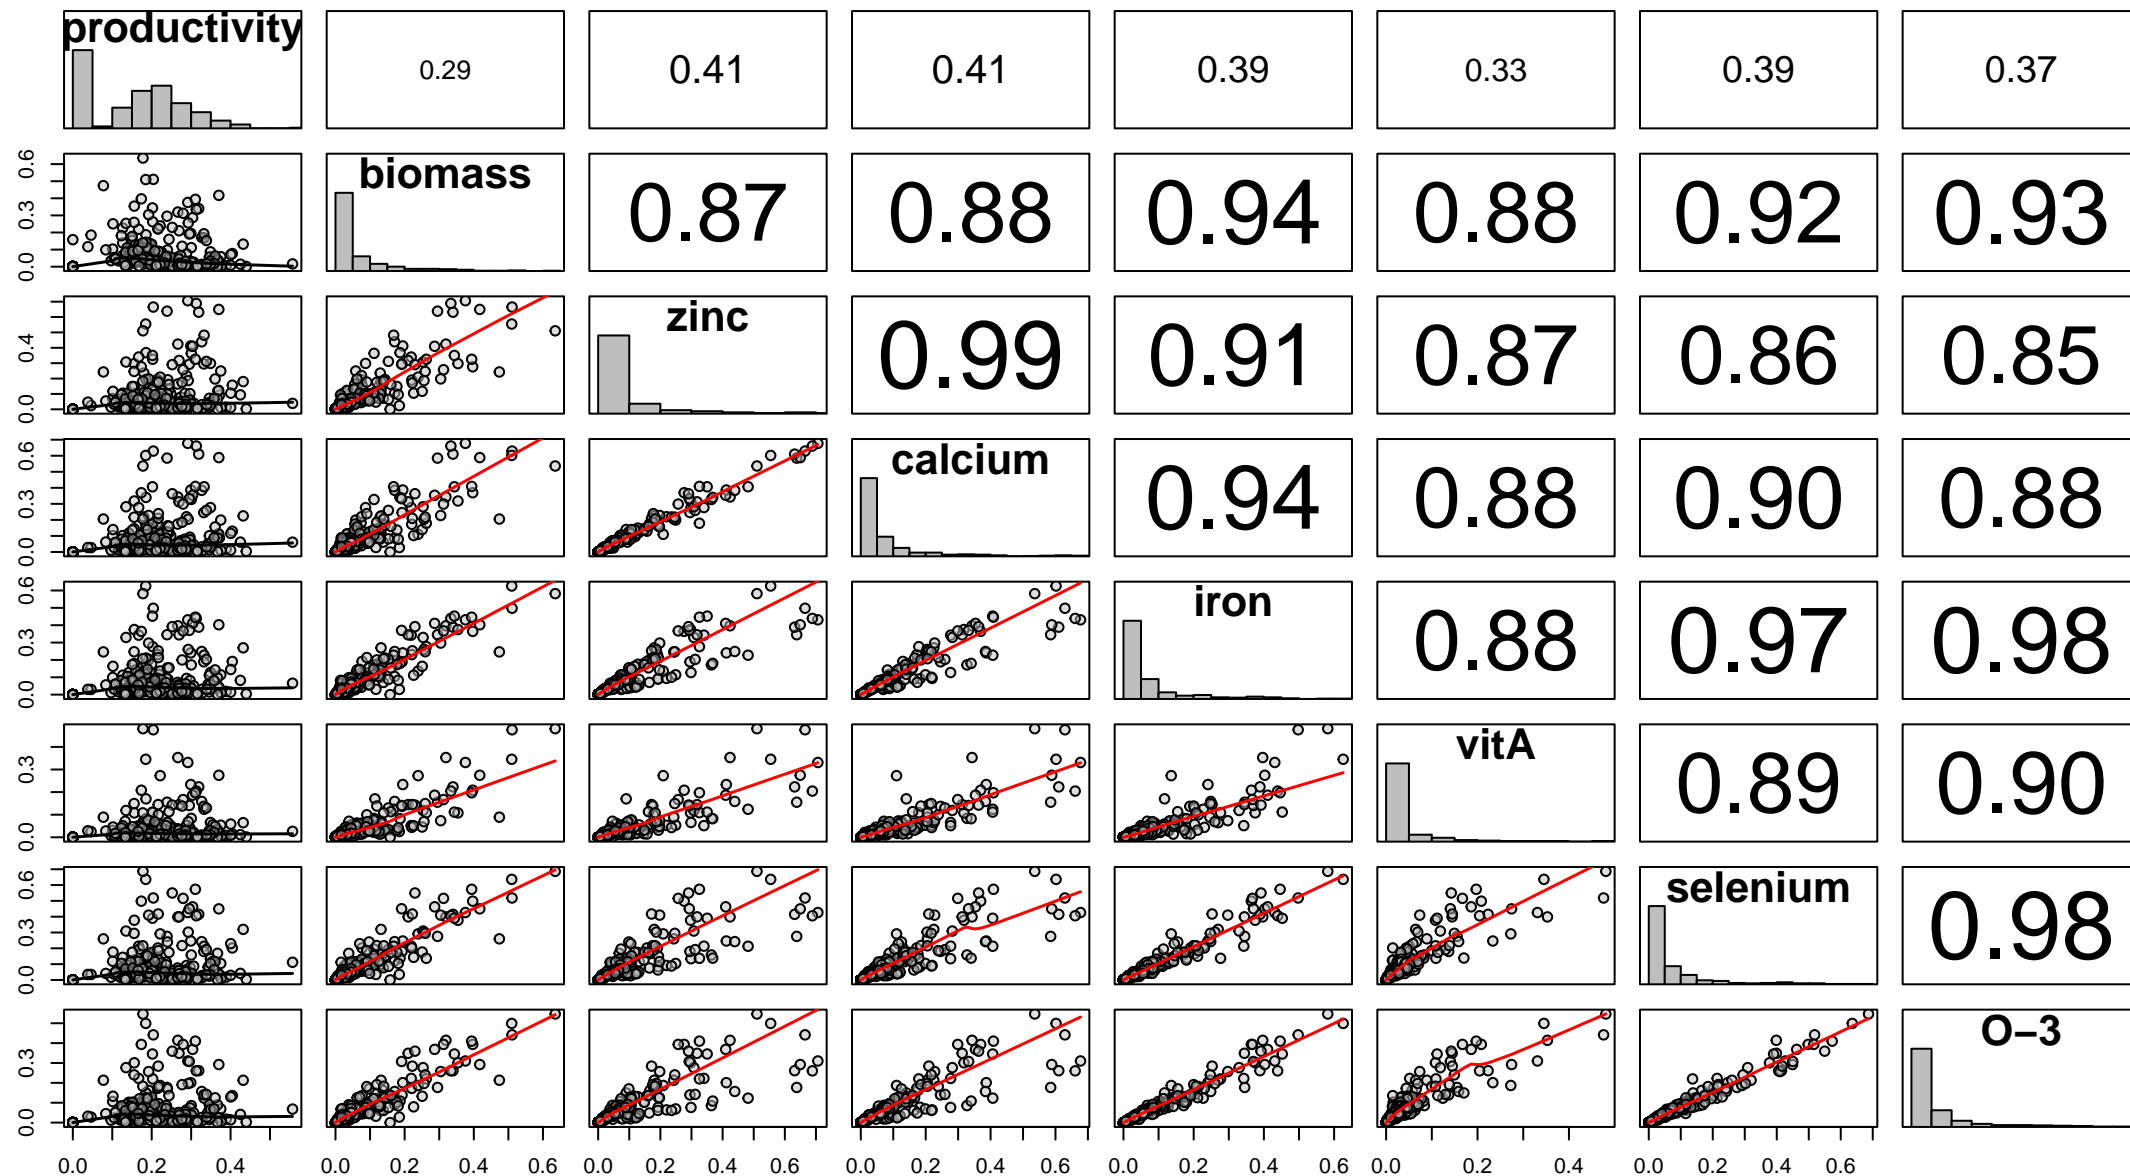 productivity 0.29 0.41 0.41 0.39 0.33 0.39 0.37
0.0 0.3 0.6 biomass 0.87 0.88 0.94 0.88 0.92 0.93
0.0 0.4 zinc 0.99 0.91 0.87 0.86 0.85
0.0 0.3 0.6 calcium 0.94 0.88 0.90 0.88
0.0 0.3 0.6 iron 0.88 0.97 0.98
0.0 0.3 vitA 0.89 0.90
0.0 0.3 0.6 selenium 0.98
0.0 0.3 O−3
0.0 0.2 0.4 0.0 0.2 0.4 0.6 0.0 0.2 0.4 0.6 0.0 0.2 0.4 0.6 0.0 0.2 0.4 0.6 0.0 0.2 0.4 0.0 0.2 0.4 0.6 0.0 0.2 0.4